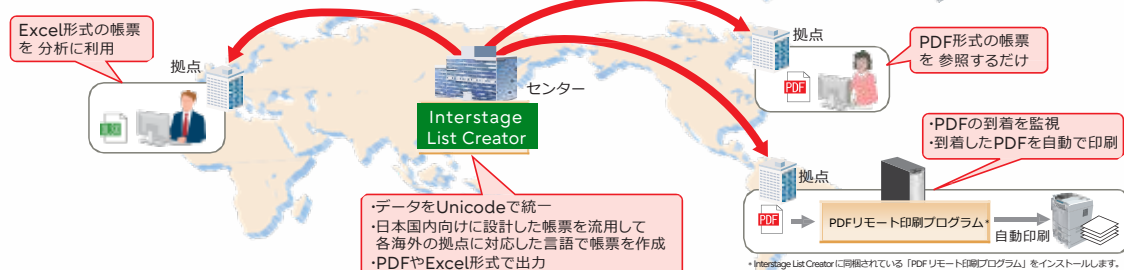 Excel形式の帳票
を 分析に利用
拠点
XLSX
センター
Interstage
List Creator
・データをUnicodeで統一
・日本国内向けに設計した帳票を流用して
各海外の拠点に対応した言語で帳票を作成
・PDFやExcel形式で出力
拠点
PDF
PDF形式の帳票
を 参照するだけ
・PDFの到着を監視
・到着したPDFを自動で印刷
拠点
PDF
PDFリモート印刷プログラム*
自動印刷
* Interstage List Creatorに同梱されている「PDFリモート印刷プログラム」をインストールします。